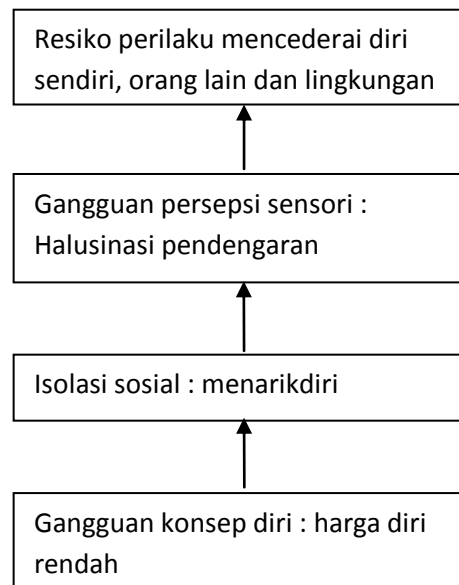 Resiko perilaku mencederai diri
sendiri, orang lain dan lingkungan
Gangguan persepsi sensori :
Halusinasi pendengaran
Isolasi sosial : menarikdiri
Gangguan konsep diri : harga diri
rendah